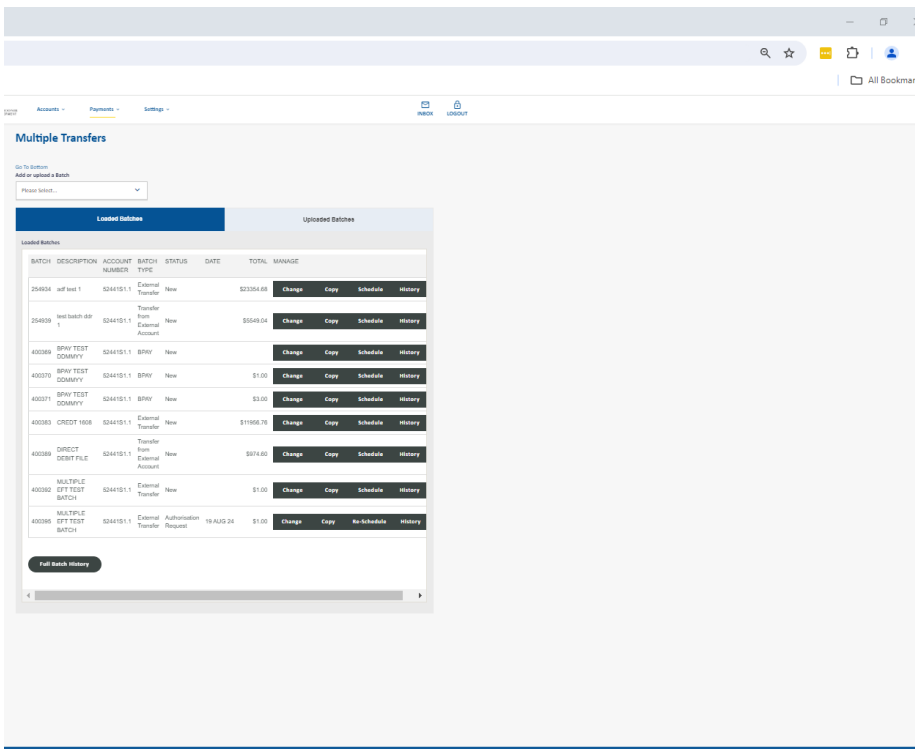 All Bookmar
Accounts
Payments
Settings
INBOX
LOGOUT
Multiple Transfers
Go To Bottom
Add or upload a Batch
Please Select...
Loaded Batches
Uploaded Batches
Loaded Batches
BATCH DESCRIPTION ACCOUNT NUMBER BATCH TYPE STATUS DATE TOTAL MANAGE
254934 adf test 1 52441S1.1 External Transfer New $23354.68 Change Copy Schedule History
254939 test batch ddr 1 52441S1.1 Transfer from External Account New $5549.04 Change Copy Schedule History
400369 BPAY TEST DDMMYY 52441S1.1 BPAY New Change Copy Schedule History
400370 BPAY TEST DDMMYY 52441S1.1 BPAY New $1.00 Change Copy Schedule History
400371 BPAY TEST DDMMYY 52441S1.1 BPAY New $3.00 Change Copy Schedule History
400383 CREDT 1608 52441S1.1 External Transfer New $11956.76 Change Copy Schedule History
400389 DIRECT DEBIT FILE 52441S1.1 Transfer from External Account New $974.60 Change Copy Schedule History
400392 MULTIPLE EFT TEST BATCH 52441S1.1 External Transfer New $1.00 Change Copy Schedule History
400395 MULTIPLE EFT TEST BATCH 52441S1.1 External Transfer Authorisation Request 19 AUG 24 $1.00 Change Copy Re-Schedule History
Full Batch History